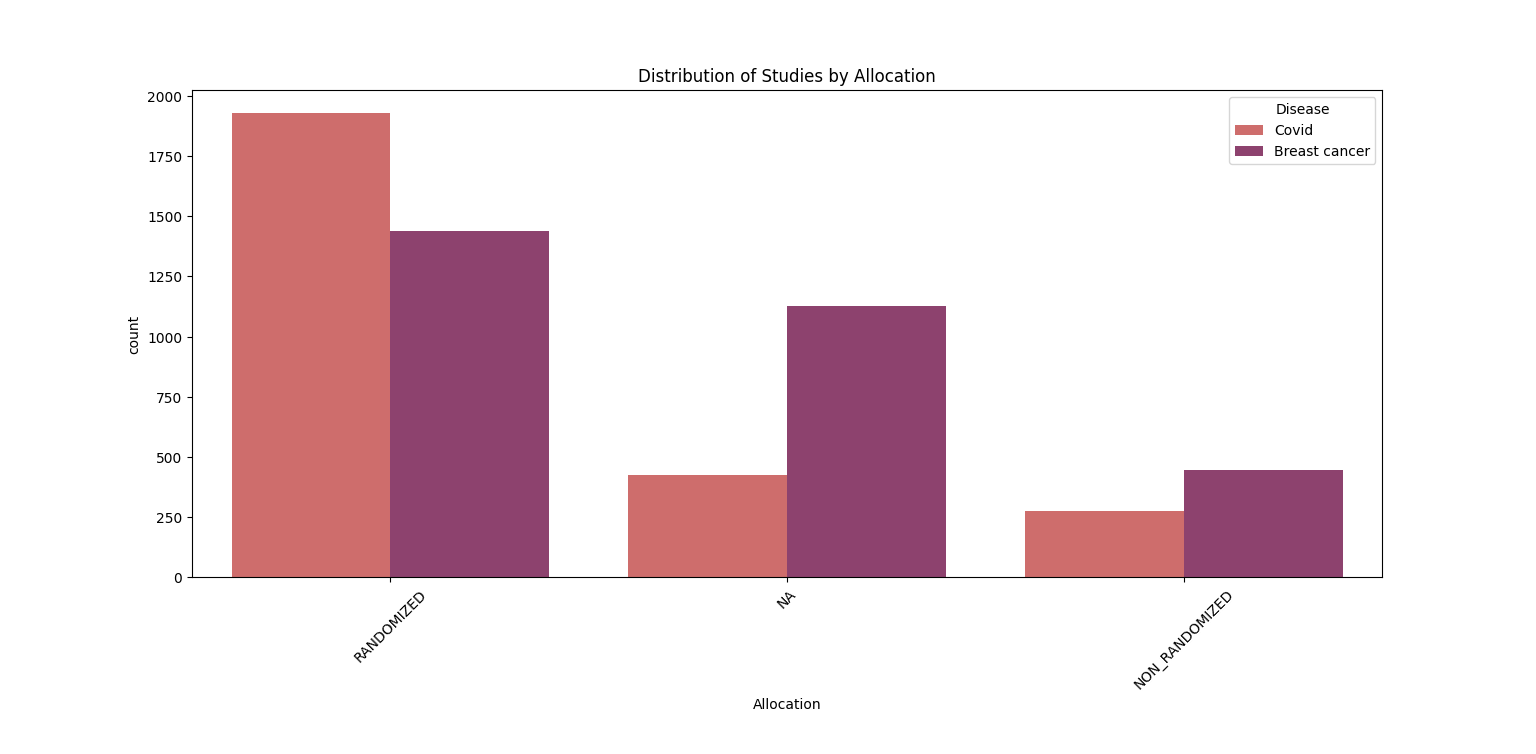 Distribution of Studies by Allocation
2000
1750
1500
1250
1000
750
500
250
0
count
Disease
Covid
Breast cancer
RANDOMIZED
NA
NON_RANDOMIZED
Allocation